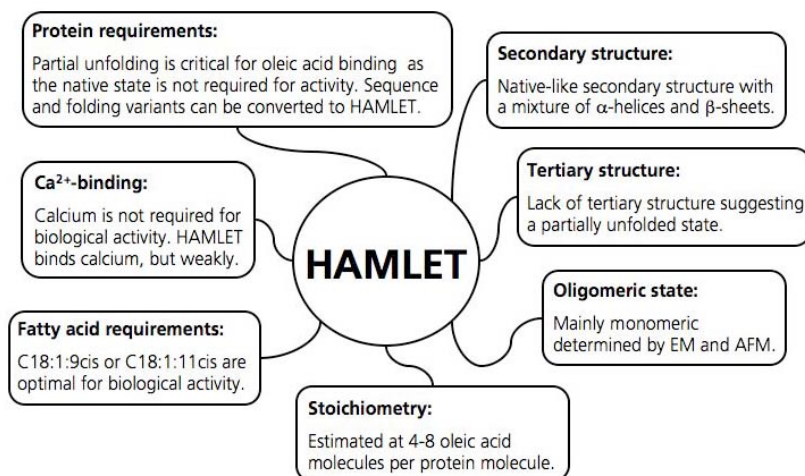 Protein requirements:
Partial unfolding is critical for oleic acid binding as
the native state is not required for activity. Sequence
and folding variants can be converted to HAMLET.
Secondary structure:
Native-like secondary structure with
a mixture of α-helices and β-sheets.
Ca²⁺-binding:
Calcium is not required for
biological activity. HAMLET
binds calcium, but weakly.
HAMLET
Tertiary structure:
Lack of tertiary structure suggesting
a partially unfolded state.
Fatty acid requirements:
C18:1:9cis or C18:1:11cis are
optimal for biological activity.
Oligomeric state:
Mainly monomeric
determined by EM and AFM.
Stoichiometry:
Estimated at 4-8 oleic acid
molecules per protein molecule.